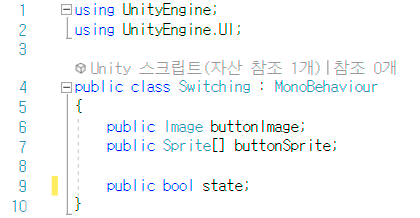 1 using UnityEngine;
2 using UnityEngine.UI;
3
Unity 스크립트(자산 참조 1개)|참조 0개
4 public class Switching : MonoBehaviour
5 {
6 public Image buttonImage;
7 public Sprite[] buttonSprite;
8
9 public bool state;
10 }